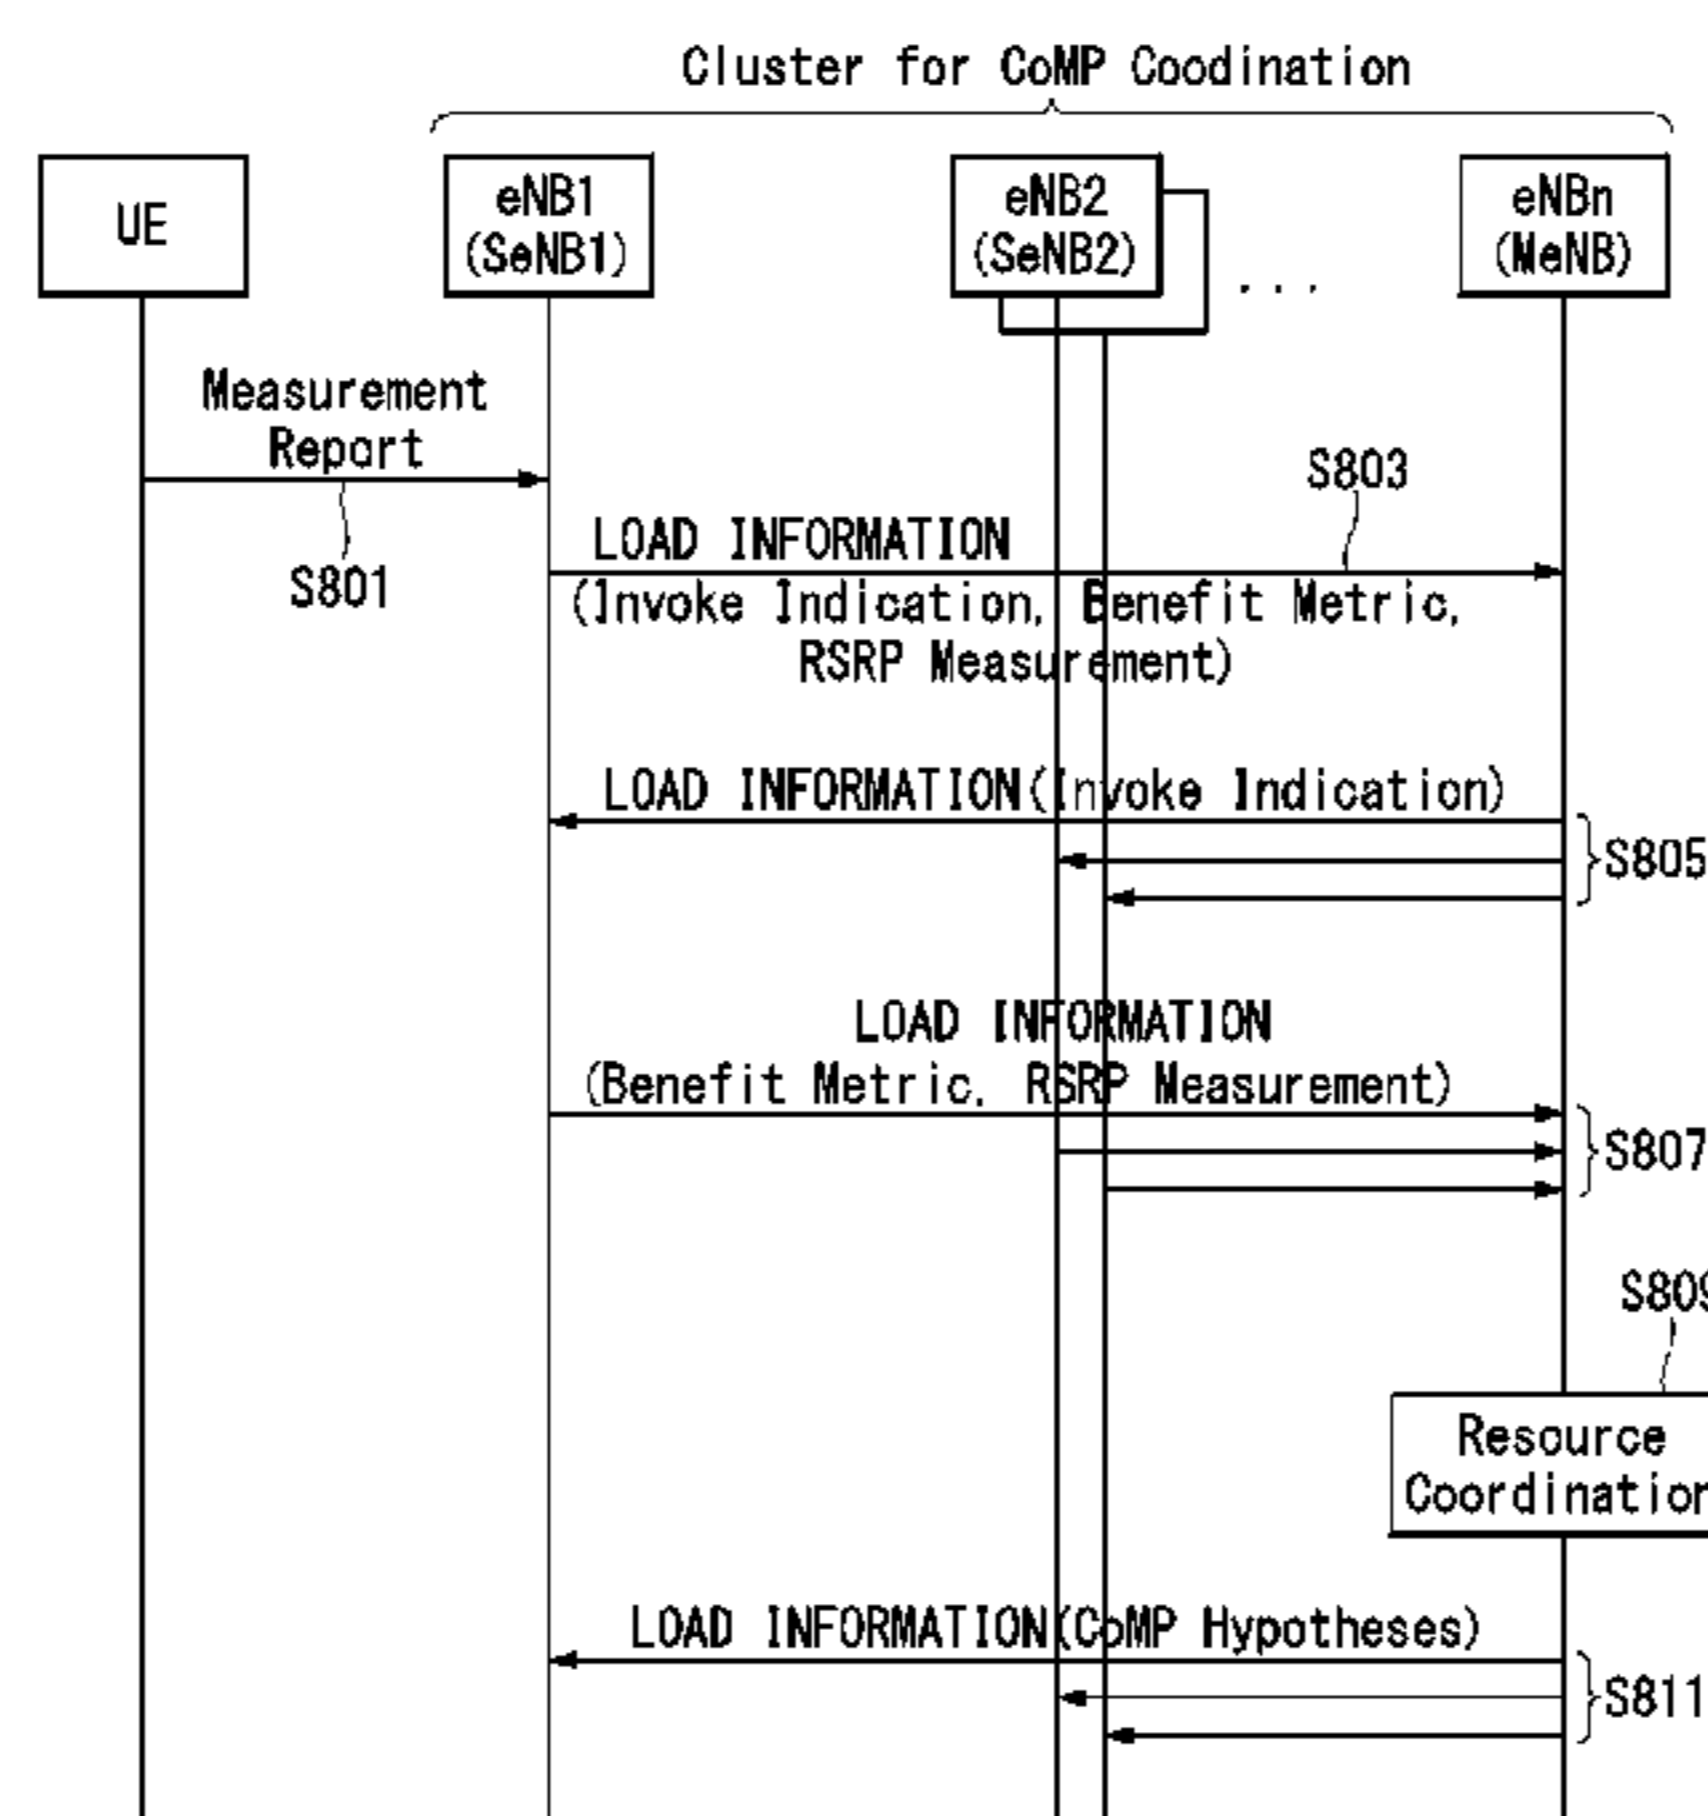 Cluster for CoMP Coodination
UE
eNB1
(SeNB1)
eNB2
(SeNB2)
...
eNBn
(MeNB)
Measurement
Report
S801
S803
LOAD INFORMATION
(Invoke Indication, Benefit Metric,
RSRP Measurement)
LOAD INFORMATION(Invoke Indication)
S805
LOAD INFORMATION
(Benefit Metric, RSRP Measurement)
S807
S809
Resource
Coordination
LOAD INFORMATION(CoMP Hypotheses)
S811